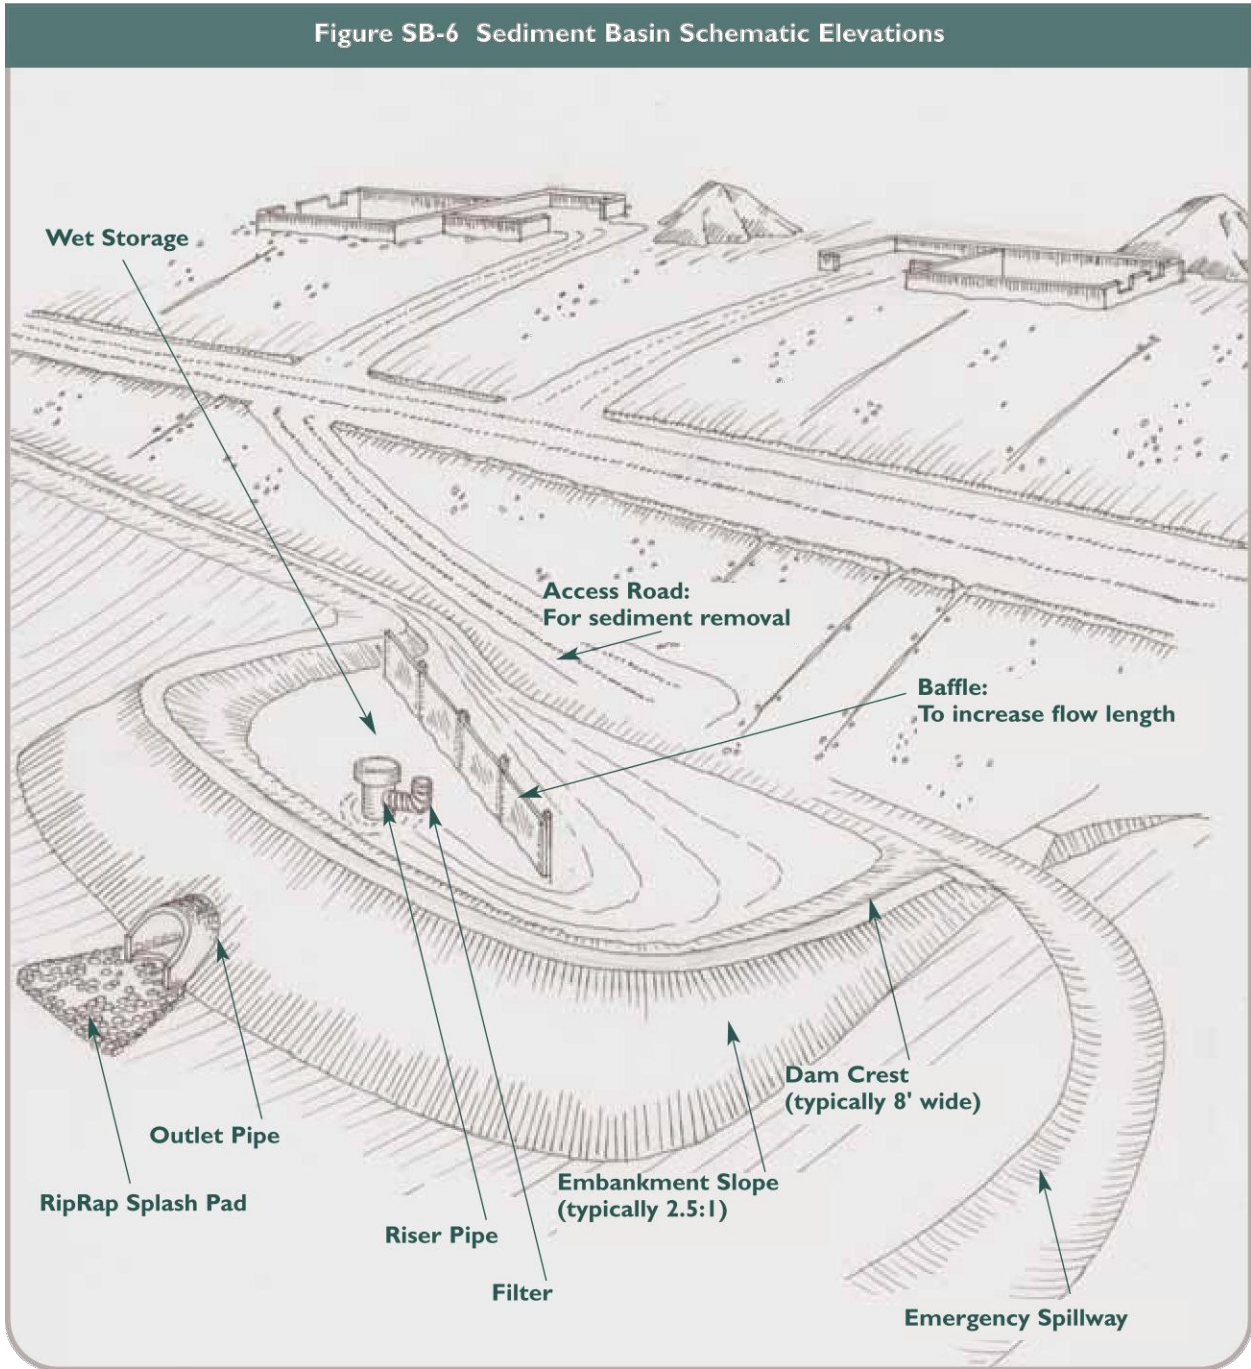 Figure SB-6 Sediment Basin Schematic Elevations
Wet Storage
Access Road:
For sediment removal
Baffle:
To increase flow length
Dam Crest
(typically 8' wide)
Outlet Pipe
Embankment Slope
(typically 2.5:1)
RipRap Splash Pad
Riser Pipe
Filter
Emergency Spillway